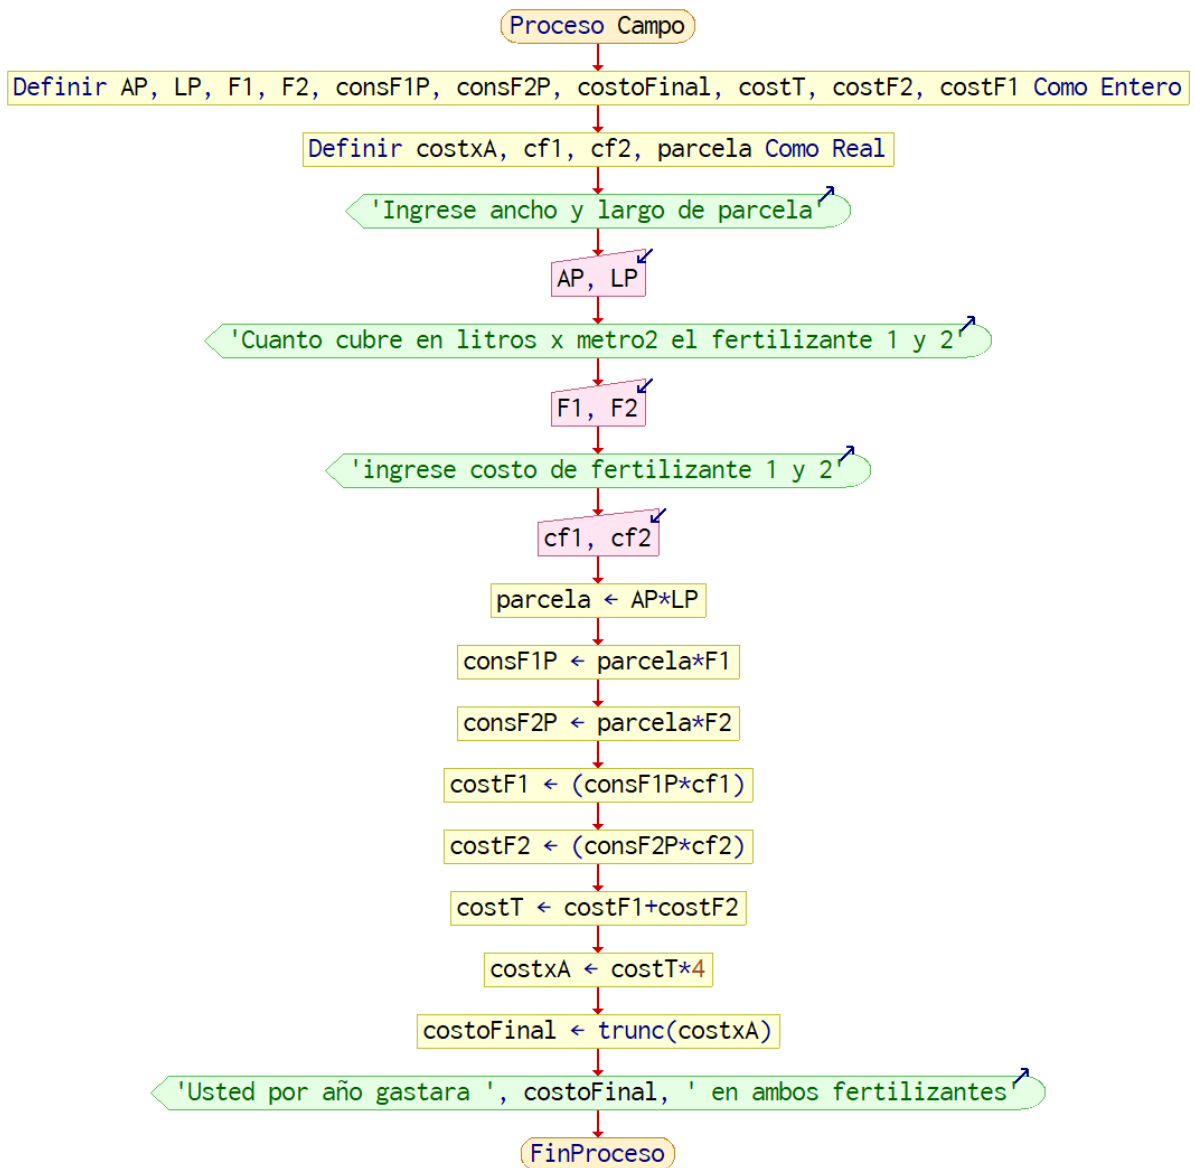 Proceso Campo
Definir AP, LP, F1, F2, consF1P, consF2P, costoFinal, costT, costF2, costF1 Como Entero
Definir costxA, cf1, cf2, parcela Como Real
'Ingrese ancho y largo de parcela'
AP, LP
'Cuanto cubre en litros x metro2 el fertilizante 1 y 2'
F1, F2
'ingrese costo de fertilizante 1 y 2'
cf1, cf2
parcela ← AP*LP
consF1P ← parcela*F1
consF2P ← parcela*F2
costF1 ← (consF1P*cf1)
costF2 ← (consF2P*cf2)
costT ← costF1+costF2
costxA ← costT*4
costoFinal ← trunc(costxA)
'Usted por año gastara ', costoFinal, ' en ambos fertilizantes'
FinProceso